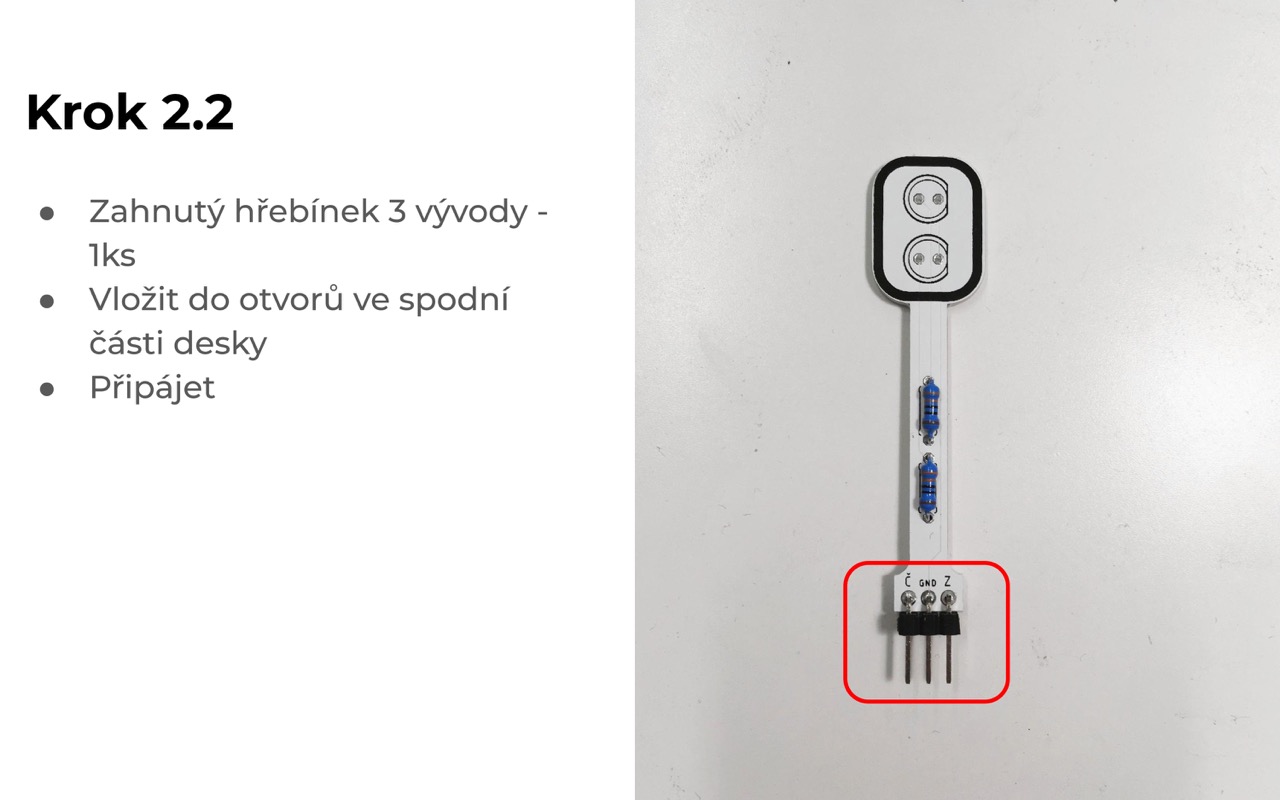 Krok 2.2
● Zahnutý hřebínek 3 vývody -
1ks
● Vložit do otvorů ve spodní
části desky
● Připájet
Č GND Z